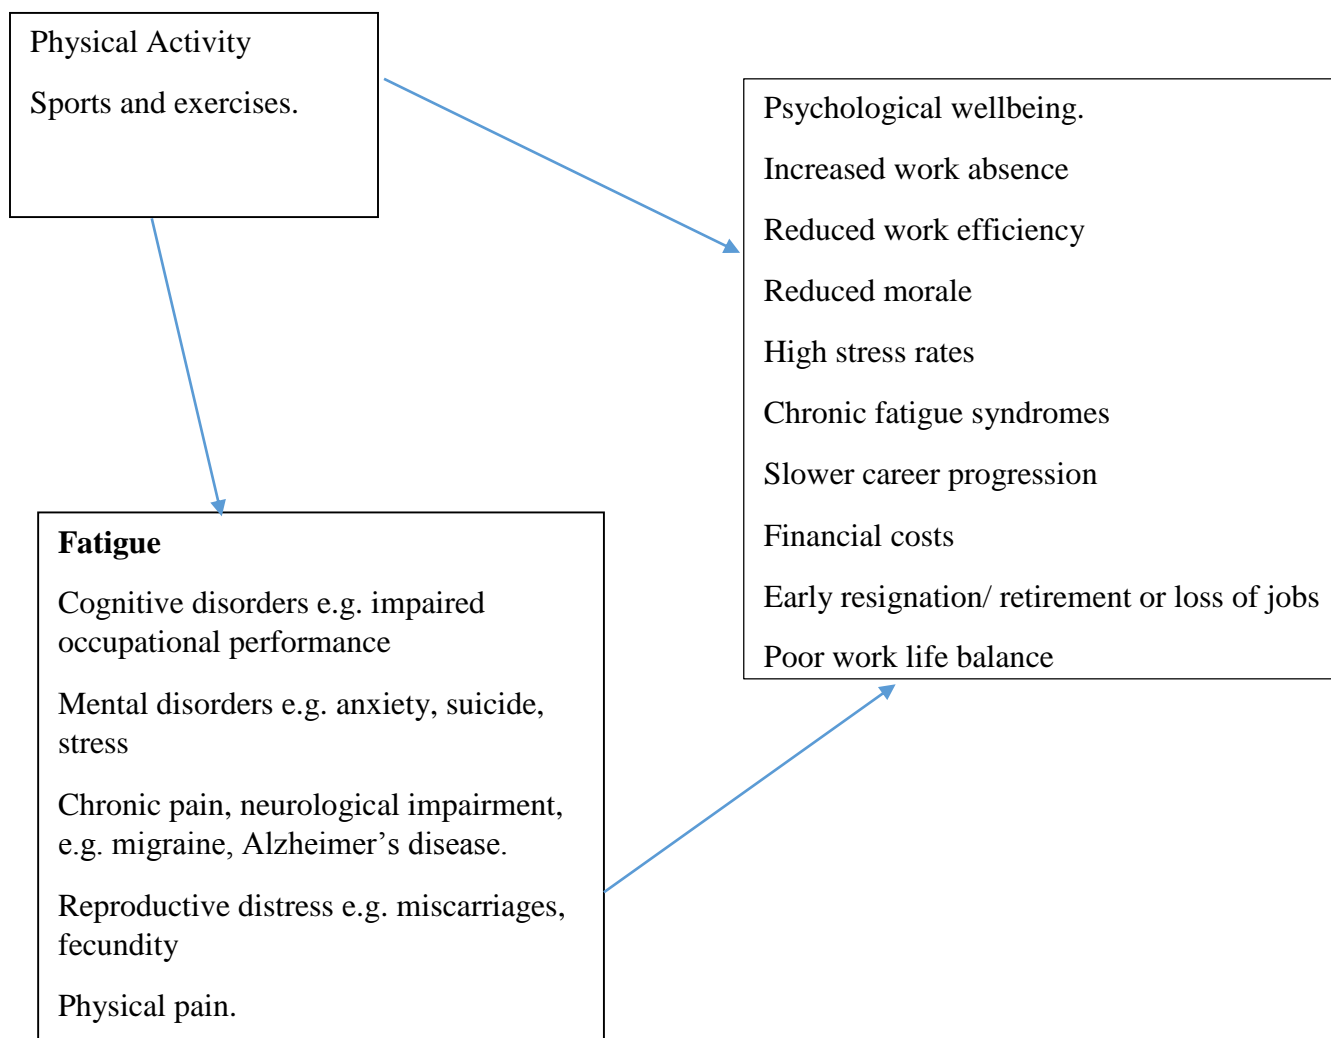 Physical Activity
Sports and exercises.
Psychological wellbeing.
Increased work absence
Reduced work efficiency
Reduced morale
High stress rates
Chronic fatigue syndromes
Slower career progression
Financial costs
Early resignation/ retirement or loss of jobs
Poor work life balance
Fatigue
Cognitive disorders e.g. impaired
occupational performance
Mental disorders e.g. anxiety, suicide,
stress
Chronic pain, neurological impairment,
e.g. migraine, Alzheimer’s disease.
Reproductive distress e.g. miscarriages,
fecundity
Physical pain.